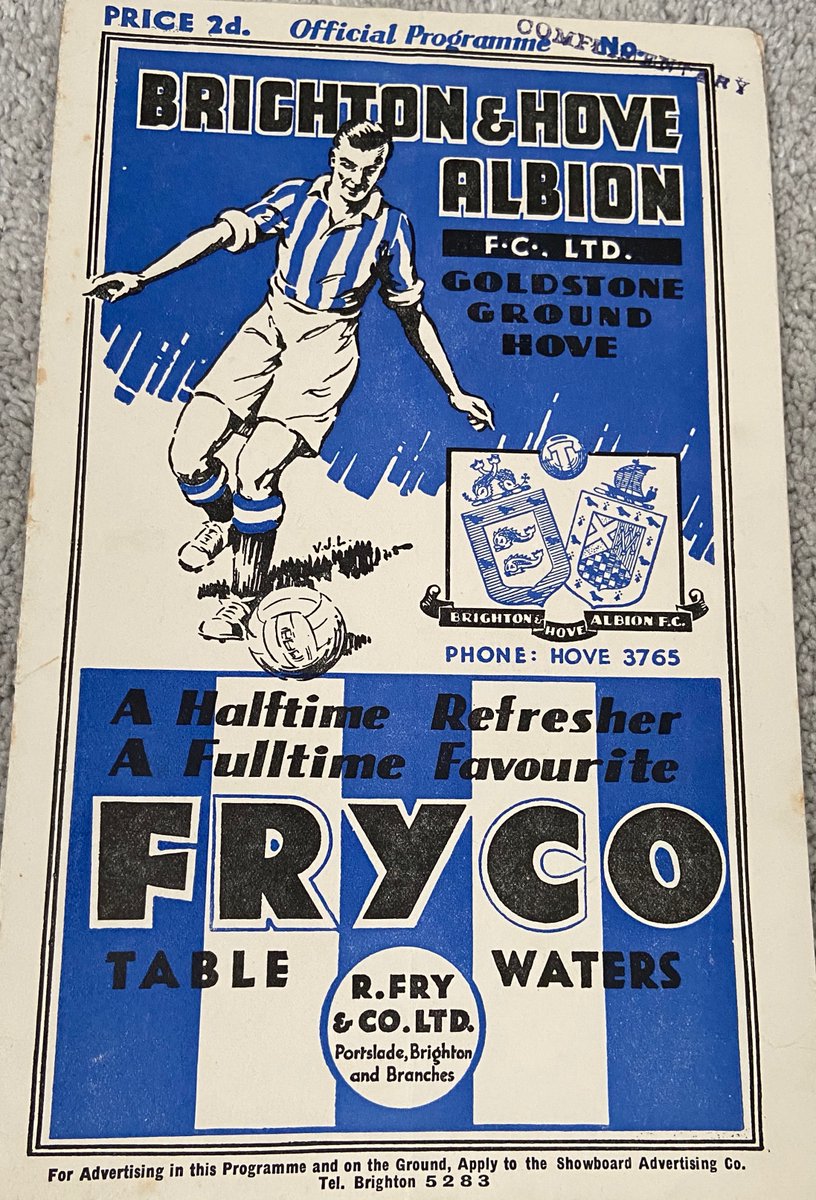 PRICE 2d. Official Programme No.
COMPLIMENTARY
BRIGHTON & HOVE
ALBION
F.C., LTD.
GOLDSTONE
GROUND
HOVE
T
V.J.L.
BRIGHTON & HOVE ALBION F.C.
PHONE: HOVE 3765
A Halftime Refresher
A Fulltime Favourite
FRYCO
TABLE WATERS
R. FRY
& CO. LTD.
Portslade, Brighton
and Branches
For Advertising in this Programme and on the Ground, Apply to the Showboard Advertising Co.
Tel. Brighton 5283